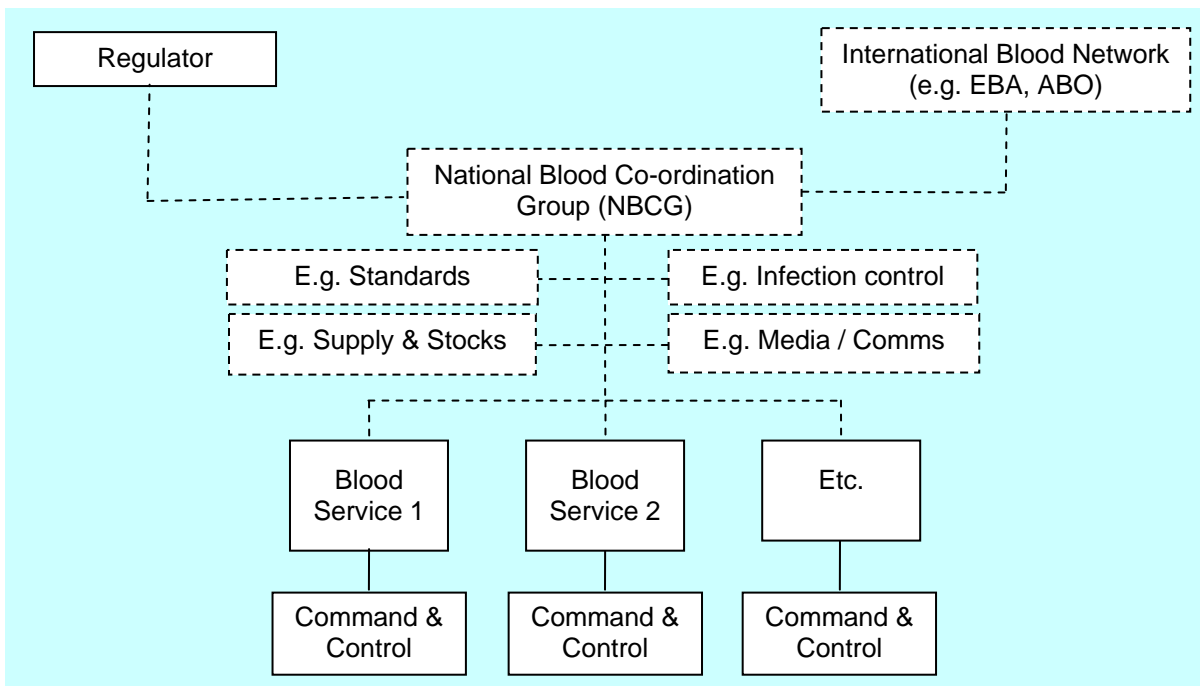 Regulator
International Blood Network
(e.g. EBA, ABO)
National Blood Co-ordination
Group (NBCG)
E.g. Standards
E.g. Infection control
E.g. Supply & Stocks
E.g. Media / Comms
Blood
Service 1
Blood
Service 2
Etc.
Command &
Control
Command &
Control
Command &
Control